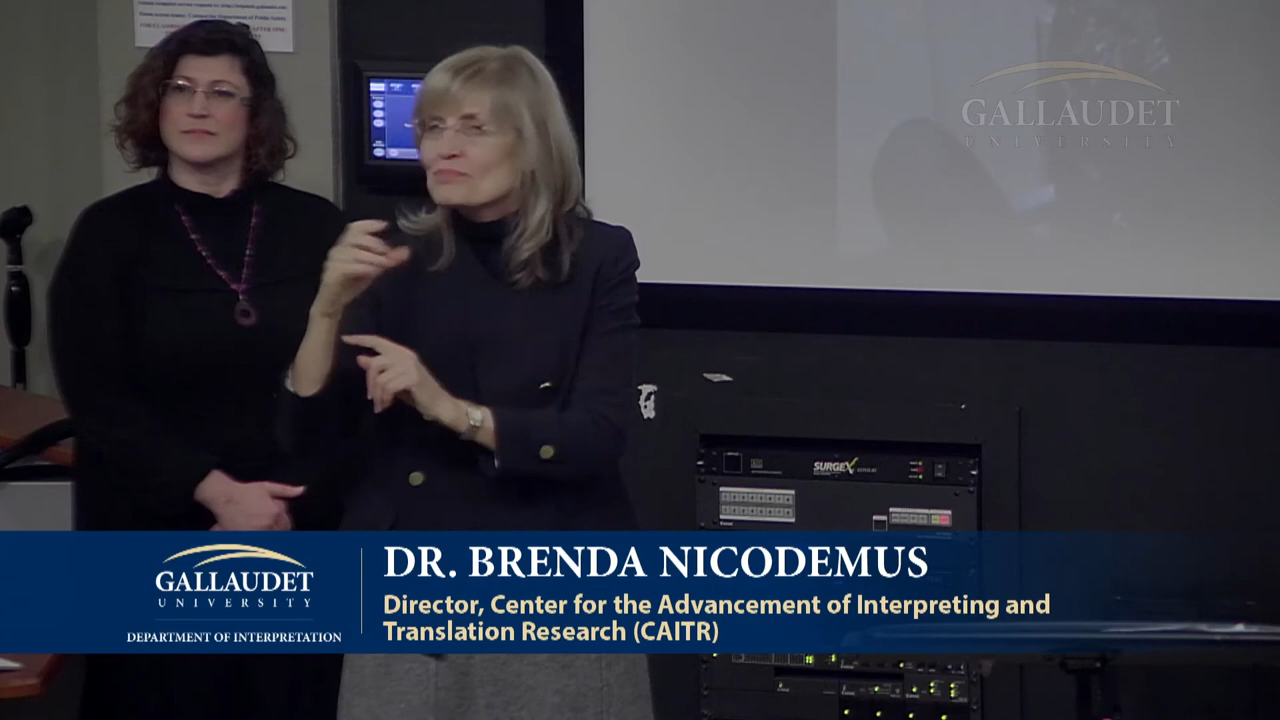 GALLAUDET
UNIVERSITY
SURGEX
GALLAUDET
UNIVERSITY
DEPARTMENT OF INTERPRETATION
DR. BRENDA NICODEMUS
Director, Center for the Advancement of Interpreting and
Translation Research (CAITR)